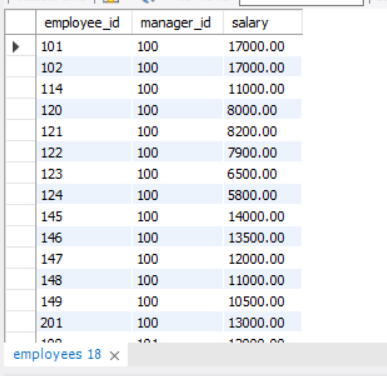 employee_id manager_id salary
101 100 17000.00
102 100 17000.00
114 100 11000.00
120 100 8000.00
121 100 8200.00
122 100 7900.00
123 100 6500.00
124 100 5800.00
145 100 14000.00
146 100 13500.00
147 100 12000.00
148 100 11000.00
149 100 10500.00
201 100 13000.00
employees 18